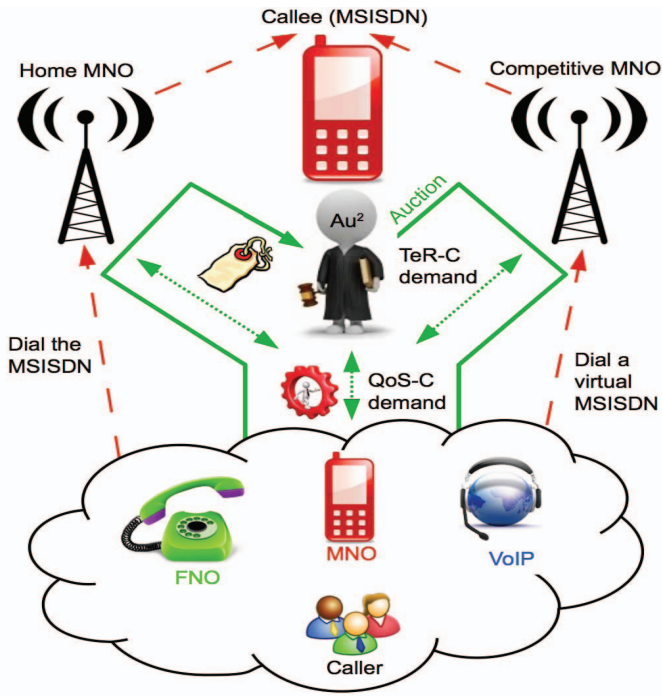 Callee (MSISDN)
Home MNO
Competitive MNO
Au²
Auction
TeR-C
demand
Dial the
MSISDN
QoS-C
demand
Dial a
virtual
MSISDN
FNO
MNO
VoIP
Caller